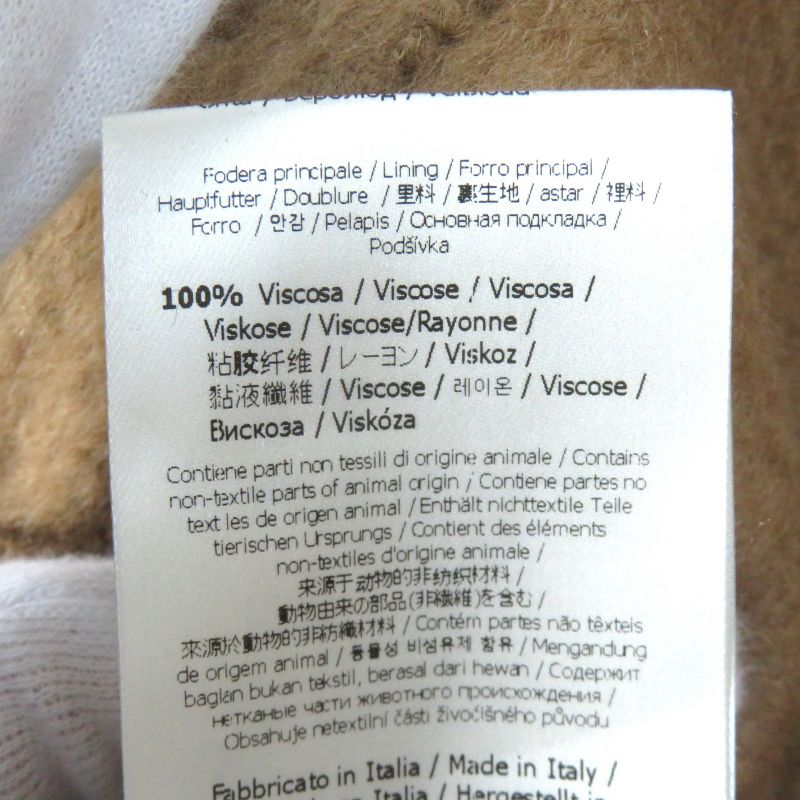 Fodera principale / Lining / Forro principal /
Hauptfutter / Doublure / 里料 / 裏生地 / astar / 裡料 /
Forro / 안감 / Pelapis / Основная подкладка /
Podšívka
100% Viscosa / Viscose / Viscosa /
Viskose / Viscose/Rayonne /
粘胶纤维 / レーヨン / Viskoz /
黏液纖維 / Viscose / 레이온 / Viscose /
Вискоза / Viskóza
Contiene parti non tessili di origine animale / Contains
non-textile parts of animal origin / Contiene partes no
text les de origen animal / Enthält nichttextile Teile
tierischen Ursprungs / Contient des éléments
non-textiles d'origine animale /
来源于动物的非纺织材料 /
動物由来の部品(非繊維)を含む /
來源於動物的非紡織材料 / Contém partes não têxteis
de origem animal / 동물성 비섬유제 함유 / Mengandung
bagian bukan tekstil, berasal dari hewan / Содержит
нетканые части животного происхождения /
Obsahuje netextilní části živočišného původu
Fabbricato in Italia / Made in Italy /
Italia / Hergestellt in